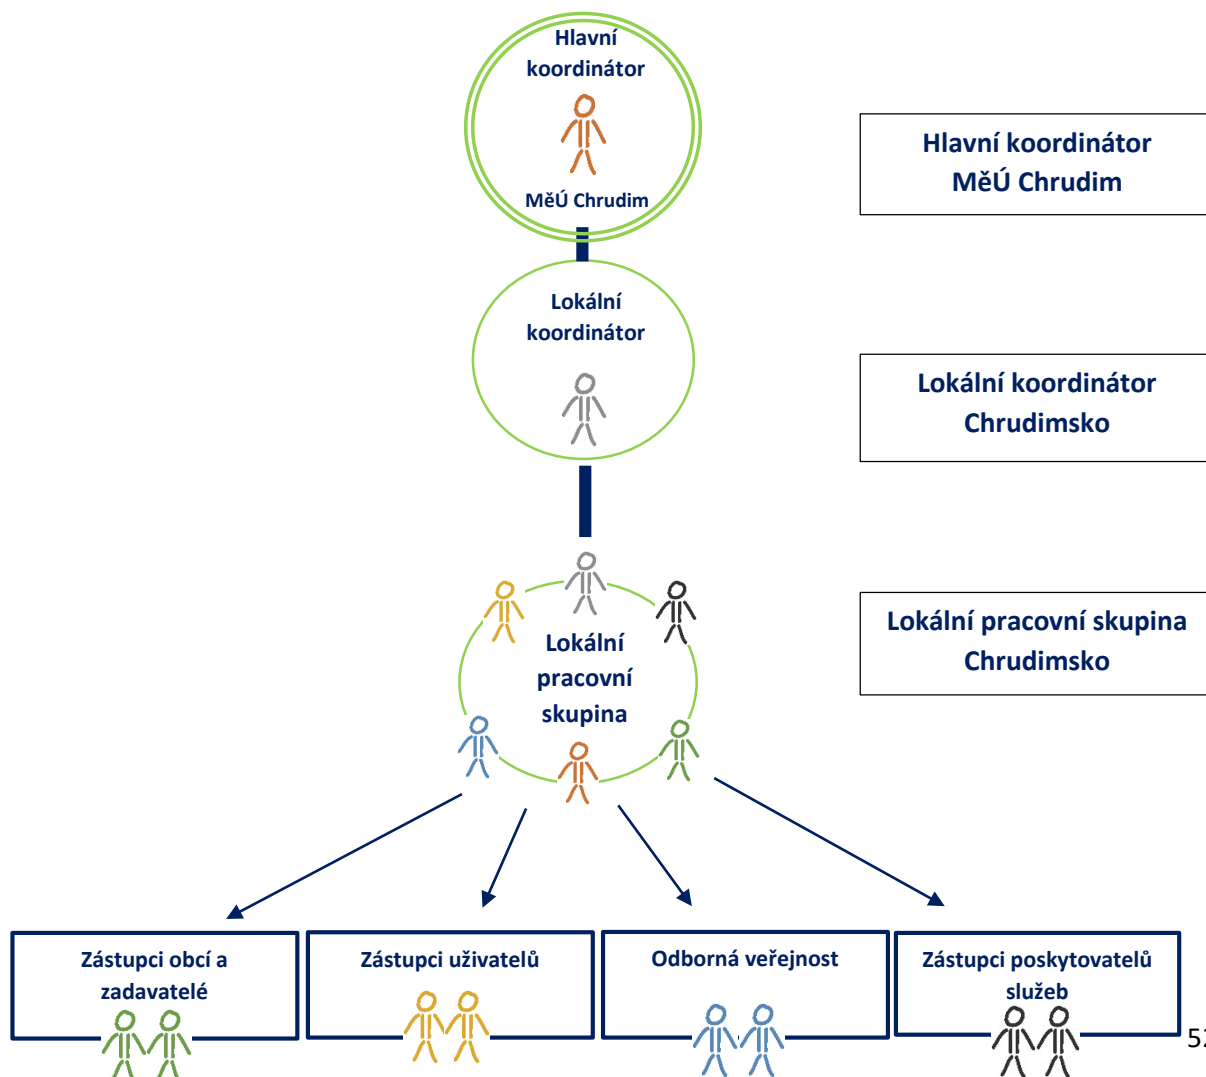 Hlavní
koordinátor
MěÚ Chrudim
Hlavní koordinátor
MěÚ Chrudim
Lokální
koordinátor
Lokální koordinátor
Chrudimsko
Lokální
pracovní
skupina
Lokální pracovní skupina
Chrudimsko
Zástupci obcí a
zadavatelé
Zástupci uživatelů
Odborná veřejnost
Zástupci poskytovatelů
služeb
52